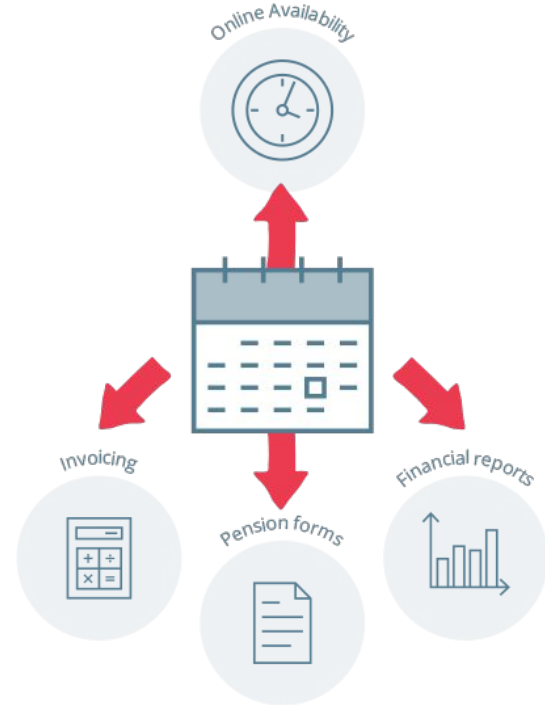 Online Availability
Invoicing
Financial reports
Pension forms